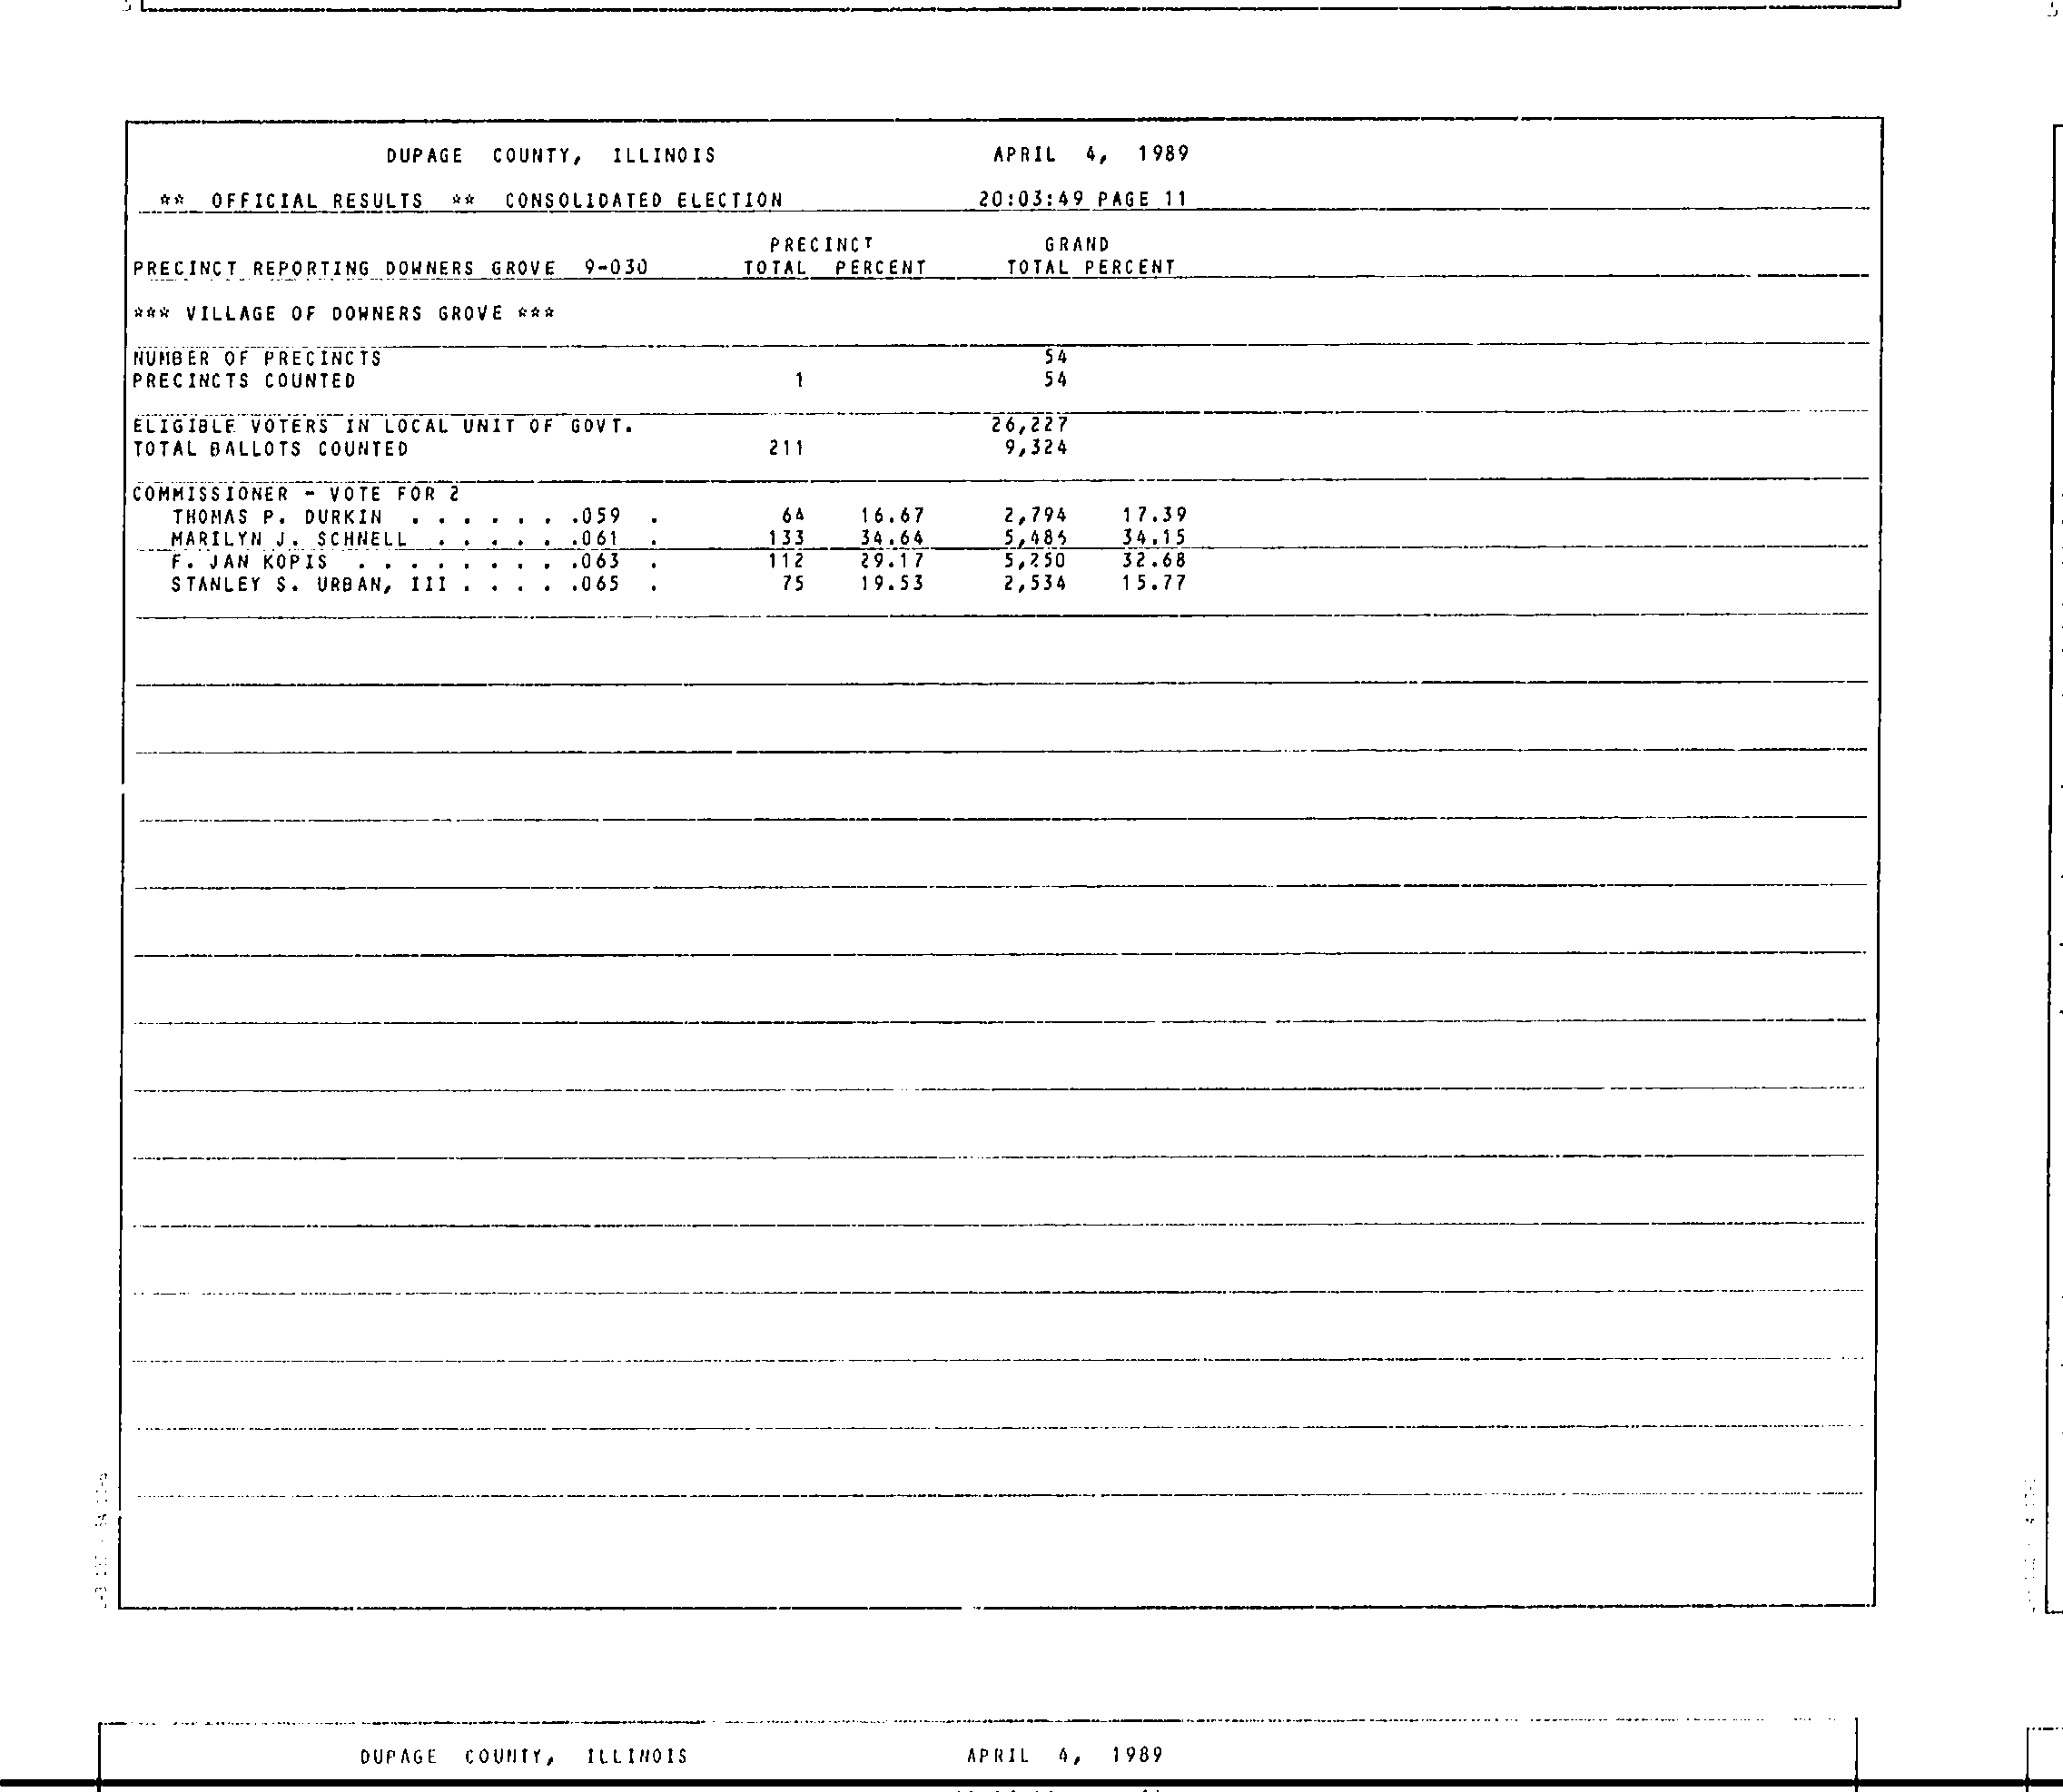 DUPAGE COUNTY, ILLINOIS APRIL 4, 1989
** OFFICIAL RESULTS ** CONSOLIDATED ELECTION 20:03:49 PAGE 11
PRECINCT GRAND
PRECINCT REPORTING DOWNERS GROVE 9-030 TOTAL PERCENT TOTAL PERCENT
*** VILLAGE OF DOWNERS GROVE ***
NUMBER OF PRECINCTS 54
PRECINCTS COUNTED 1 54
ELIGIBLE VOTERS IN LOCAL UNIT OF GOVT. 26,227
TOTAL BALLOTS COUNTED 211 9,324
COMMISSIONER - VOTE FOR 2
THOMAS P. DURKIN . . . . . . .059 . 64 16.67 2,794 17.39
MARILYN J. SCHNELL . . . . . .061 . 133 34.64 5,485 34.15
F. JAN KOPIS . . . . . . . . .063 . 112 29.17 5,250 32.68
STANLEY S. URBAN, III . . . . .065 . 75 19.53 2,534 15.77
DUPAGE COUNTY, ILLINOIS APRIL 4, 1989